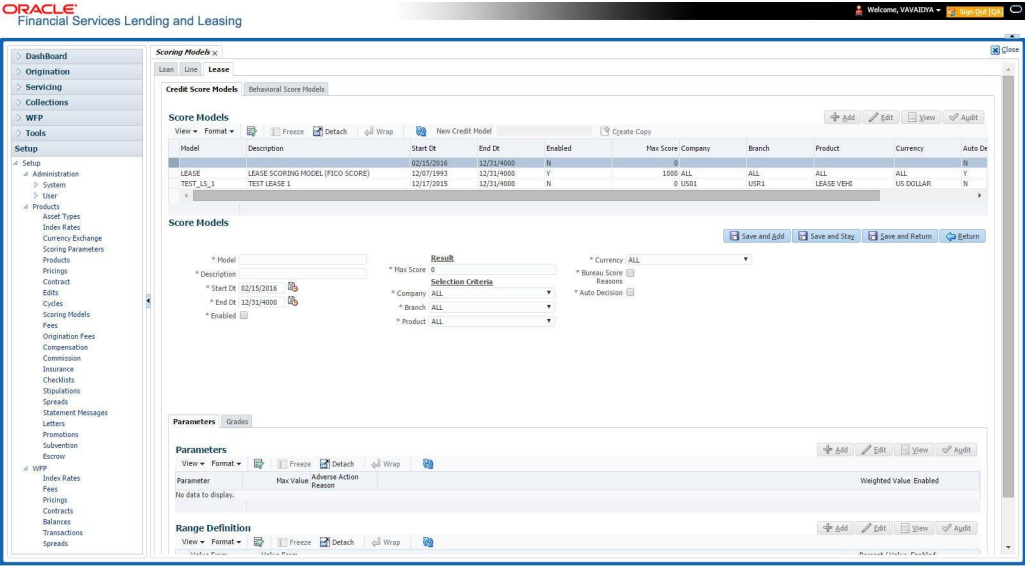 ORACLE
Financial Services Lending and Leasing
Welcome, VAVAIDYA
Sign Out [QA]
Close
DashBoard
Origination
Servicing
Collections
WFP
Tools
Setup
Setup
Administration
System
User
Products
Asset Types
Index Rates
Currency Exchange
Scoring Parameters
Products
Pricings
Contract
Edits
Cycles
Scoring Models
Fees
Origination Fees
Compensation
Commission
Insurance
Checklists
Stipulations
Spreads
Statement Messages
Letters
Promotions
Subvention
Escrow
WFP
Index Rates
Fees
Pricings
Contracts
Balances
Transactions
Spreads
Scoring Models x
Loan Line Lease
Credit Score Models Behavioral Score Models
Score Models
Add Edit View Audit
View Format Freeze Detach Wrap New Credit Model Create Copy
Model Description Start Dt End Dt Enabled Max Score Company Branch Product Currency Auto De
02/15/2016 12/31/4000 N 0 N
LEASE LEASE SCORING MODEL (FICO SCORE) 12/07/1993 12/31/4000 Y 1000 ALL ALL ALL ALL Y
TEST_LS_1 TEST LEASE 1 12/17/2015 12/31/4000 N 0 US01 USR1 LEASE VEHI US DOLLAR N
Score Models
Save and Add Save and Stay Save and Return Return
* Model
* Description
* Start Dt 02/15/2016
* End Dt 12/31/4000
* Enabled
Result
* Max Score 0
Selection Criteria
* Company ALL
* Branch ALL
* Product ALL
* Currency ALL
* Bureau Score Reasons
* Auto Decision
Parameters Grades
Parameters
Add Edit View Audit
View Format Freeze Detach Wrap
Parameter Max Value Adverse Action Reason Weighted Value Enabled
No data to display.
Range Definition
Add Edit View Audit
View Format Freeze Detach Wrap
Value From Value From Percent / Value Enabled